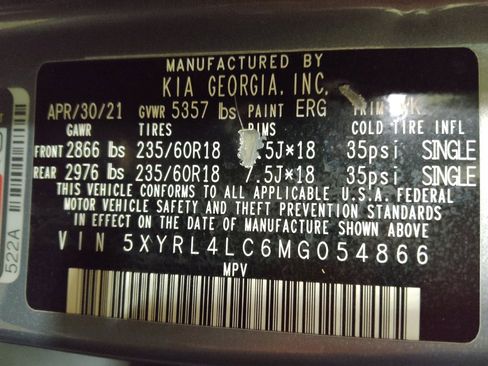 MANUFACTURED BY
KIA GEORGIA, INC.
APR/30/21 GVWR 5357 lbs PAINT ERG
GAWR TIRES RIMS COLD TIRE INFL
FRONT 2866 lbs 235/60R18 .5J×18 35psi SINGLE
REAR 2976 lbs 235/60R18 7.5J×18 35psi SINGLE
THIS VEHICLE CONFORMS TO ALL APPLICABLE U.S.A. FEDERAL
MOTOR VEHICLE SAFETY AND THEFT PREVENTION STANDARDS
IN EFFECT ON THE DATE OF MANUFACTURE SHOWN ABOVE
VIN 5XYRL4LC6MG054866
MPV
522A